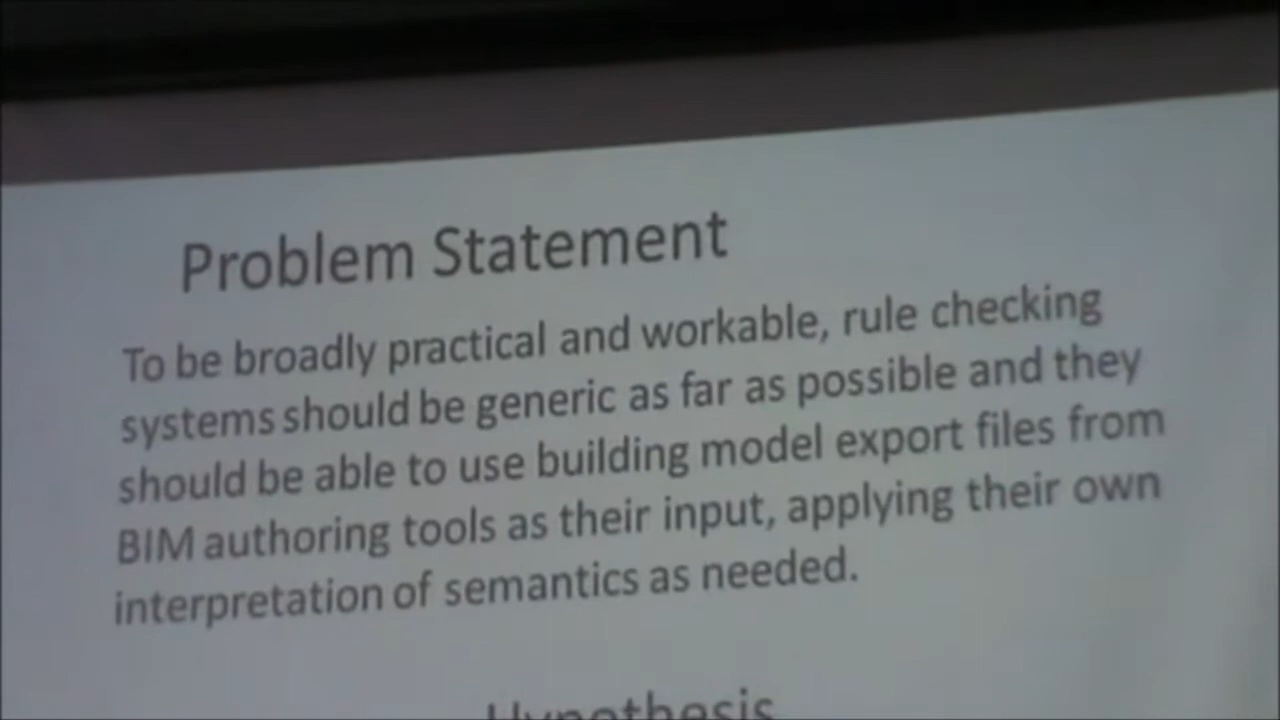 Problem Statement
To be broadly practical and workable, rule checking
systems should be generic as far as possible and they
should be able to use building model export files from
BIM authoring tools as their input, applying their own
interpretation of semantics as needed.
Hypothesis